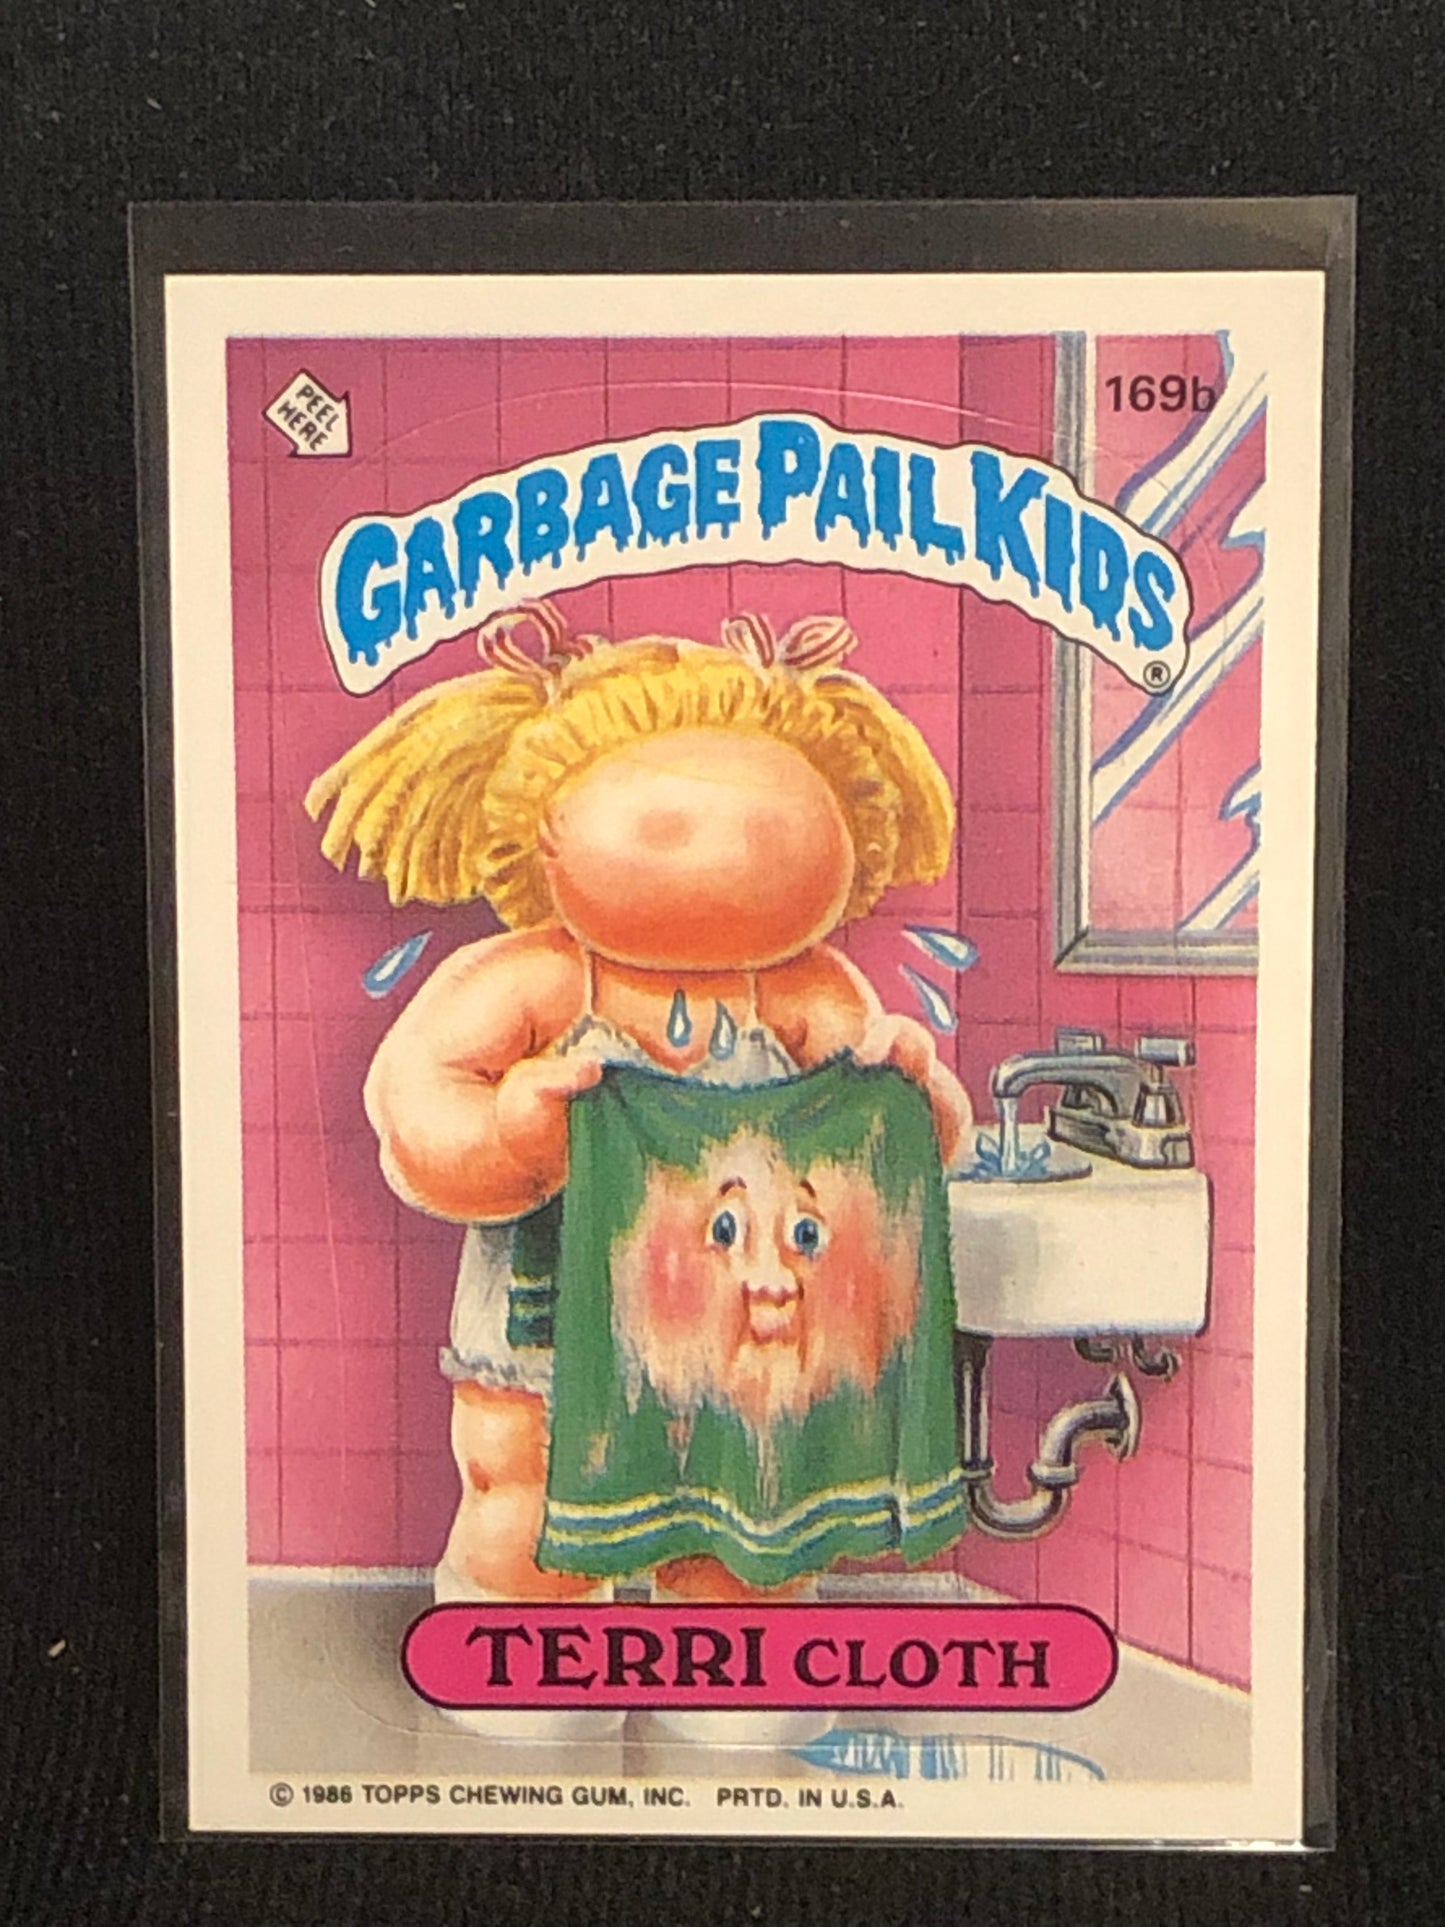 PEEL
HERE
169b
GARBAGE PAIL KIDS
®
TERRI CLOTH
© 1986 TOPPS CHEWING GUM, INC. PRTD. IN U.S.A.